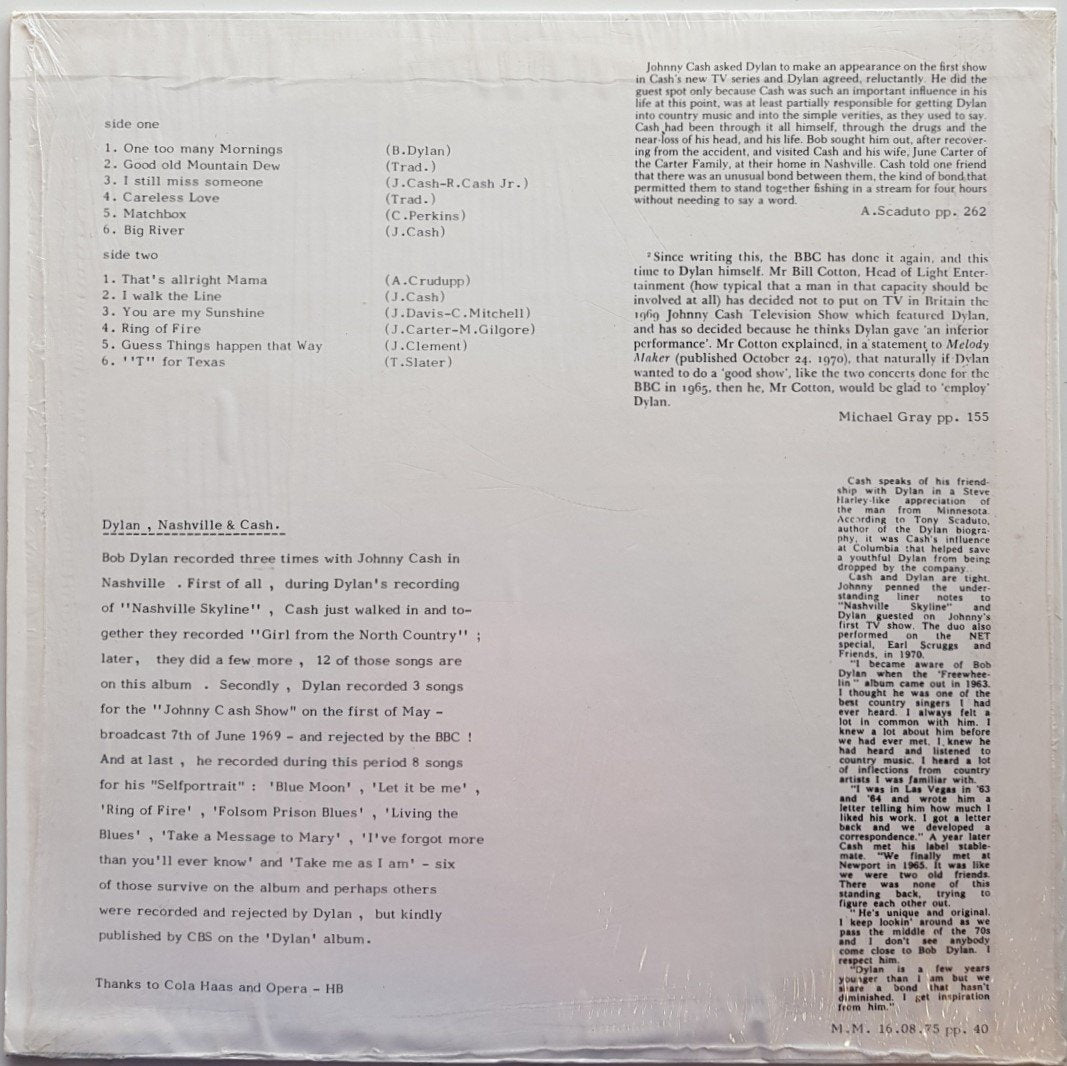 side one
1. One too many Mornings (B.Dylan)
2. Good old Mountain Dew (Trad.)
3. I still miss someone (J.Cash-R.Cash Jr.)
4. Careless Love (Trad.)
5. Matchbox (C.Perkins)
6. Big River (J.Cash)
side two
1. That's allright Mama (A.Crudupp)
2. I walk the Line (J.Cash)
3. You are my Sunshine (J.Davis-C.Mitchell)
4. Ring of Fire (J.Carter-M.Gilgore)
5. Guess Things happen that Way (J.Clement)
6. ''T'' for Texas (T.Slater)
Dylan , Nashville & Cash.
Bob Dylan recorded three times with Johnny Cash in
Nashville . First of all , during Dylan's recording
of ''Nashville Skyline'' , Cash just walked in and to-
gether they recorded ''Girl from the North Country'' ;
later, they did a few more , 12 of those songs are
on this album . Secondly , Dylan recorded 3 songs
for the ''Johnny C ash Show" on the first of May -
broadcast 7th of June 1969 - and rejected by the BBC !
And at last , he recorded during this period 8 songs
for his "Selfportrait" : 'Blue Moon' , 'Let it be me' ,
'Ring of Fire' , 'Folsom Prison Blues' , 'Living the
Blues' , 'Take a Message to Mary' , 'I've forgot more
than you'll ever know' and 'Take me as I am' - six
of those survive on the album and perhaps others
were recorded and rejected by Dylan , but kindly
published by CBS on the 'Dylan' album.
Thanks to Cola Haas and Opera - HB
Johnny Cash asked Dylan to make an appearance on the first show
in Cash's new TV series and Dylan agreed, reluctantly. He did the
guest spot only because Cash was such an important influence in his
life at this point, was at least partially responsible for getting Dylan
into country music and into the simple verities, as they used to say.
Cash had been through it all himself, through the drugs and the
near-loss of his head, and his life. Bob sought him out, after recover-
ing from the accident, and visited Cash and his wife, June Carter of
the Carter Family, at their home in Nashville. Cash told one friend
that there was an unusual bond between them, the kind of bond that
permitted them to stand together fishing in a stream for four hours
without needing to say a word.
A.Scaduto pp. 262
² Since writing this, the BBC has done it again, and this
time to Dylan himself. Mr Bill Cotton, Head of Light Enter-
tainment (how typical that a man in that capacity should be
involved at all) has decided not to put on TV in Britain the
1969 Johnny Cash Television Show which featured Dylan,
and has so decided because he thinks Dylan gave 'an inferior
performance'. Mr Cotton explained, in a statement to Melody
Maker (published October 24, 1970), that naturally if Dylan
wanted to do a 'good show', like the two concerts done for the
BBC in 1965, then he, Mr Cotton, would be glad to 'employ'
Dylan.
Michael Gray pp. 155
Cash speaks of his friend-
ship with Dylan in a Steve
Harley-like appreciation of
the man from Minnesota.
According to Tony Scaduto,
author of the Dylan biogra-
phy, it was Cash's influence
at Columbia that helped save
a youthful Dylan from being
dropped by the company.
Cash and Dylan are tight.
Johnny penned the under-
standing liner notes to
"Nashville Skyline" and
Dylan guested on Johnny's
first TV show. The duo also
performed on the NET
special, Earl Scruggs and
Friends, in 1970.
"I became aware of Bob
Dylan when the 'Freewhee-
lin'' album came out in 1963.
I thought he was one of the
best country singers I had
ever heard. I always felt a
lot in common with him. I
knew a lot about him before
we had ever met. I knew he
had heard and listened to
country music. I heard a lot
of inflections from country
artists I was familiar with.
"I was in Las Vegas in '63
and '64 and wrote him a
letter telling him how much I
liked his work. I got a letter
back and we developed a
correspondence." A year later
Cash met his label stable-
mate. "We finally met at
Newport in 1965. It was like
we were two old friends.
There was none of this
standing back, trying to
figure each other out.
"He's unique and original.
I keep lookin' around as we
pass the middle of the 70s
and I don't see anybody
come close to Bob Dylan. I
respect him.
"Dylan is a few years
younger than I am but we
share a bond that hasn't
diminished. I get inspiration
from him."
M.M. 16.08.75 pp. 40